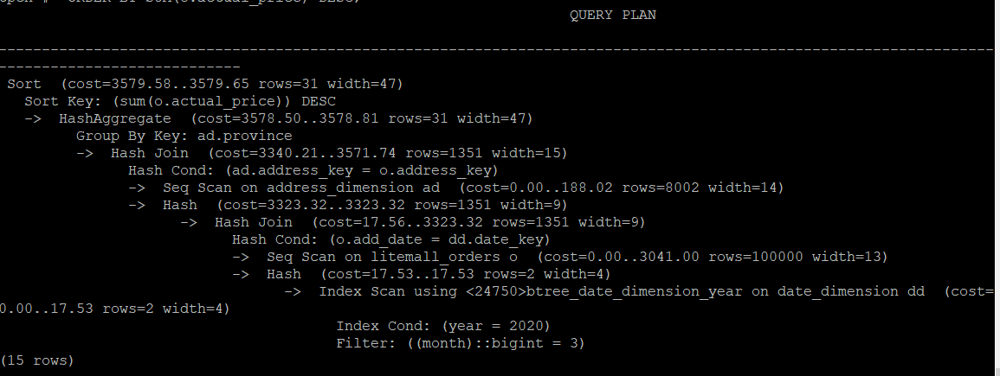 ORDER BY SUM(o.actual_price) DESC;
QUERY PLAN
-------------------------------------------------------------------------------------------------------------------
----------------------------
Sort  (cost=3579.58..3579.65 rows=31 width=47)
Sort Key: (sum(o.actual_price)) DESC
->  HashAggregate  (cost=3578.50..3578.81 rows=31 width=47)
Group By Key: ad.province
->  Hash Join  (cost=3340.21..3571.74 rows=1351 width=15)
Hash Cond: (ad.address_key = o.address_key)
->  Seq Scan on address_dimension ad  (cost=0.00..188.02 rows=8002 width=14)
->  Hash  (cost=3323.32..3323.32 rows=1351 width=9)
->  Hash Join  (cost=17.56..3323.32 rows=1351 width=9)
Hash Cond: (o.add_date = dd.date_key)
->  Seq Scan on litemall_orders o  (cost=0.00..3041.00 rows=100000 width=13)
->  Hash  (cost=17.53..17.53 rows=2 width=4)
->  Index Scan using <24750>btree_date_dimension_year on date_dimension dd  (cost=
0.00..17.53 rows=2 width=4)
Index Cond: (year = 2020)
Filter: ((month)::bigint = 3)
(15 rows)